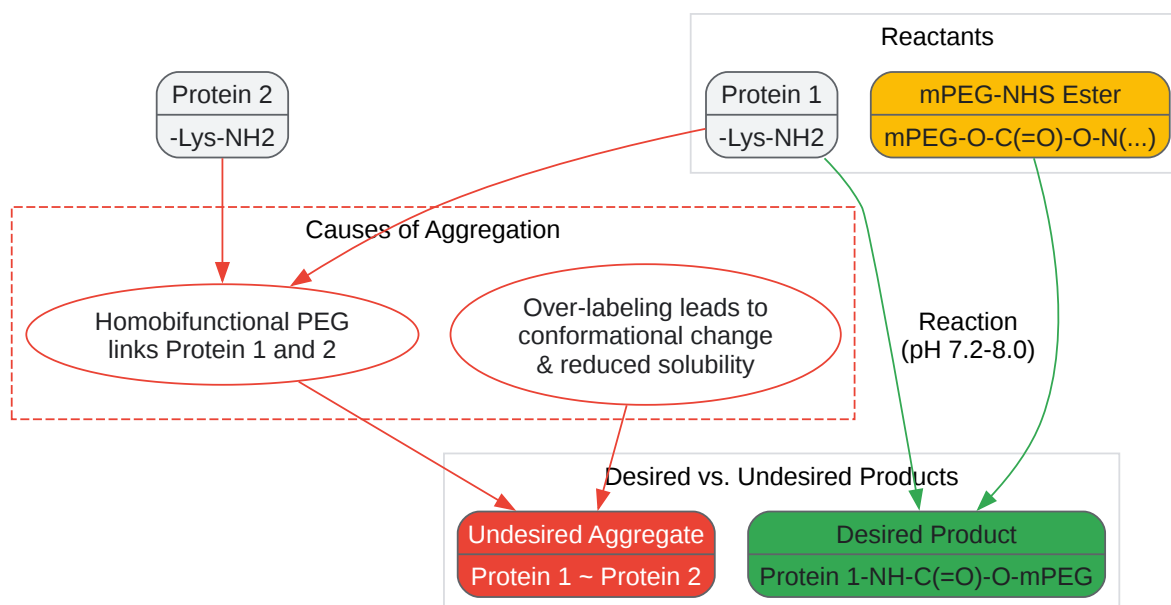 Reactants
Protein 2
-Lys-NH2
Protein 1
-Lys-NH2
mPEG-NHS Ester
mPEG-O-C(=O)-O-N(...)
Causes of Aggregation
Homobifunctional PEG
links Protein 1 and 2
Over-labeling leads to
conformational change
& reduced solubility
Reaction
(pH 7.2-8.0)
Desired vs. Undesired Products
Undesired Aggregate
Protein 1 ~ Protein 2
Desired Product
Protein 1-NH-C(=O)-O-mPEG